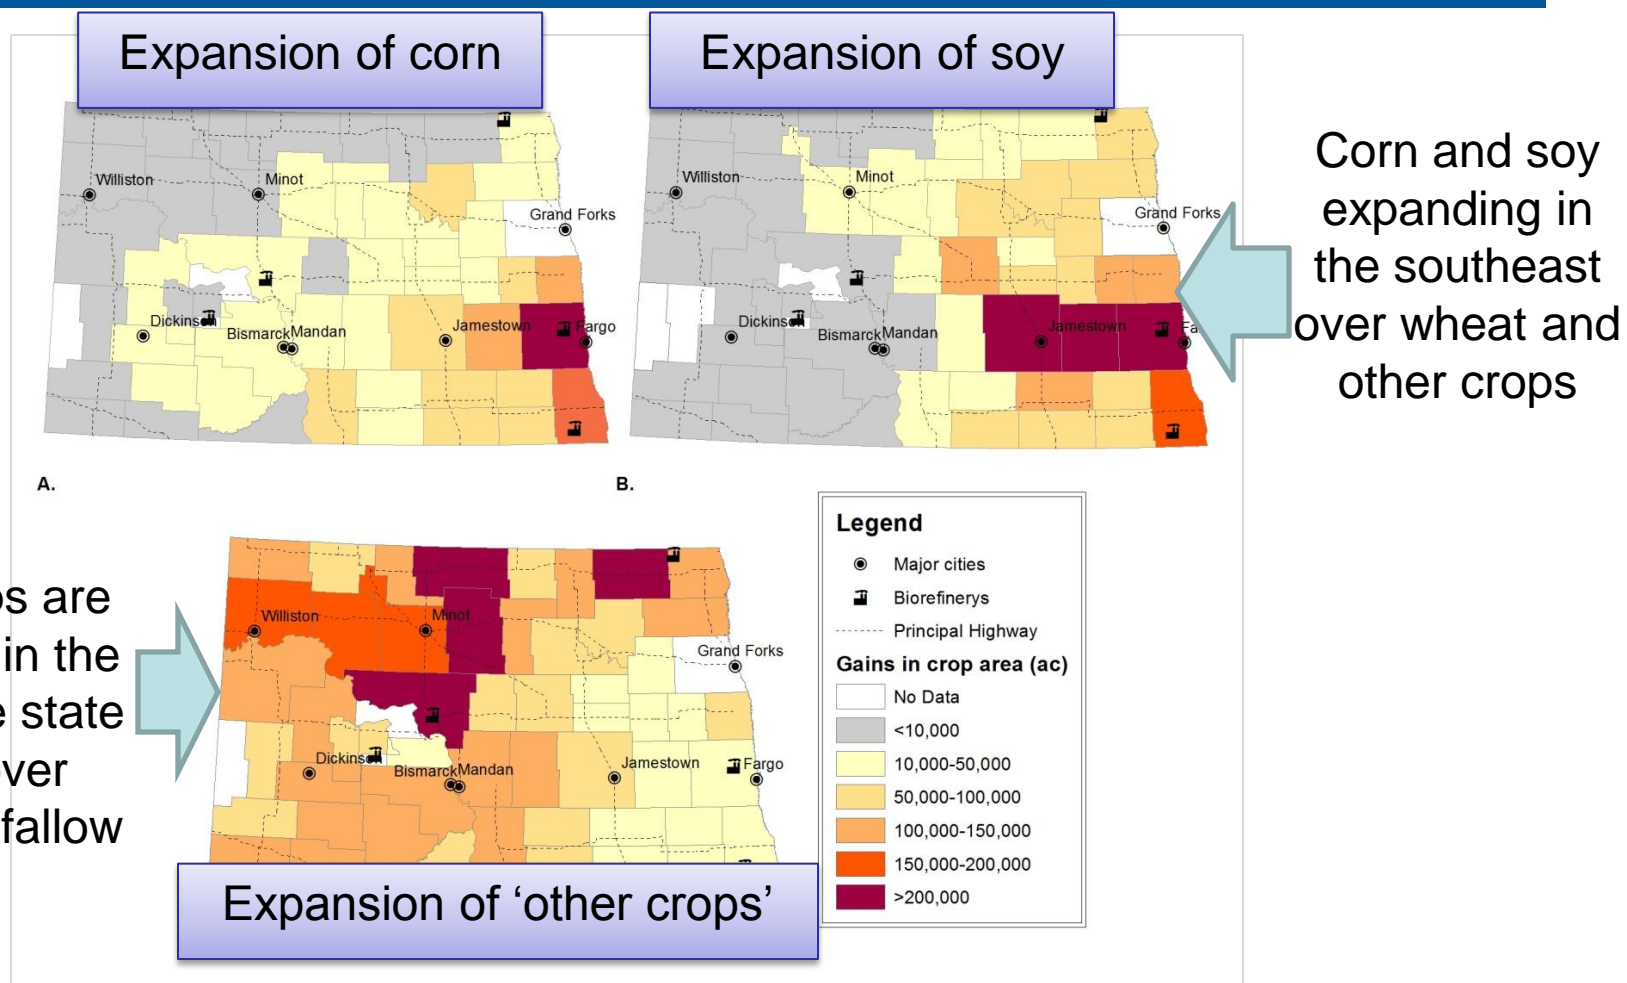 Expansion of corn
Expansion of soy
Williston
Minot
Grand Forks
Dickinson
Bismarck
Mandan
Jamestown
Fargo
A.
Williston
Minot
Grand Forks
Dickinson
Bismarck
Mandan
Jamestown
Fa
B.
Corn and soy
expanding in
the southeast
over wheat and
other crops
s are
in the
state
over
fallow
Williston
Minot
Grand Forks
Dickinson
Bismarck
Mandan
Jamestown
Fargo
Expansion of ‘other crops’
Legend
Major cities
Biorefinerys
Principal Highway
Gains in crop area (ac)
No Data
<10,000
10,000-50,000
50,000-100,000
100,000-150,000
150,000-200,000
>200,000